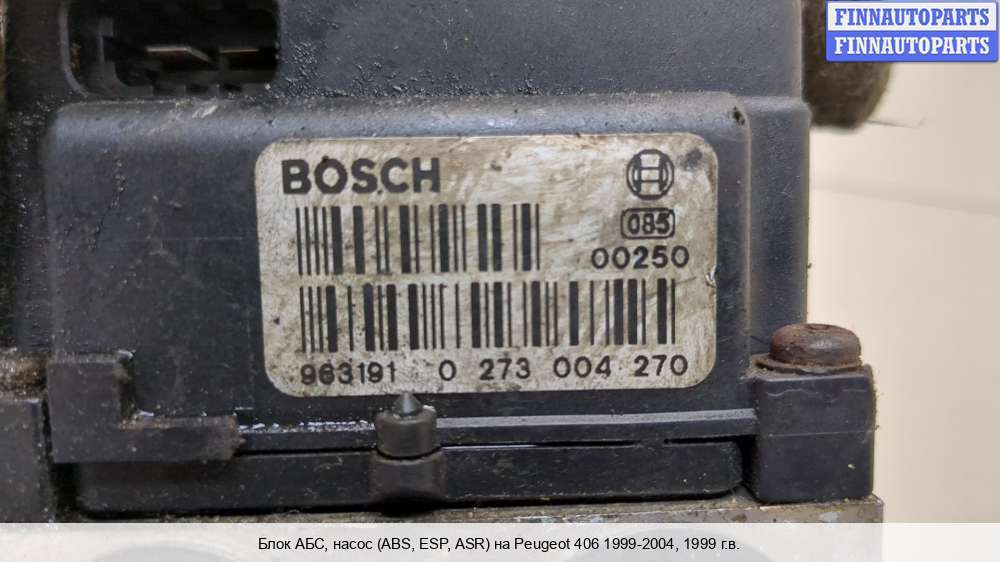 FINNAUTOPARTS
FINNAUTOPARTS
BOSCH
085
00250
963191 0 273 004 270
Блок АБС, насос (ABS, ESP, ASR) на Peugeot 406 1999-2004, 1999 г.в.